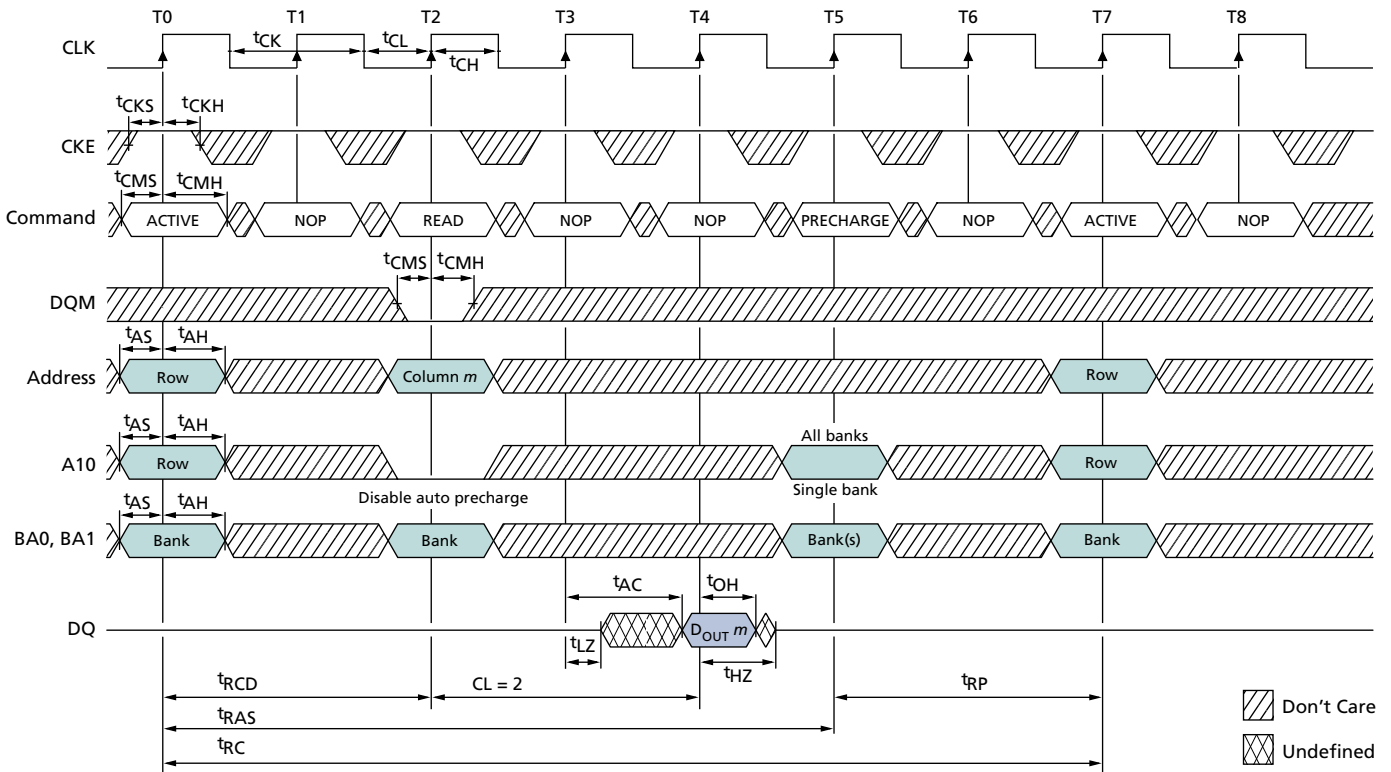 T0 T1 T2 T3 T4 T5 T6 T7 T8
CLK
tCK tCL
tCH
tCKS tCKH
CKE
tCMS tCMH
Command ACTIVE NOP READ NOP NOP PRECHARGE NOP ACTIVE NOP
tCMS tCMH
DQM
tAS tAH
Address Row Column m Row
tAS tAH
All banks
A10 Row Row
Disable auto precharge Single bank
tAS tAH
BA0, BA1 Bank Bank Bank(s) Bank
tAC tOH
DQ DOUT m
tLZ
tHZ
tRCD CL = 2 tRP
tRAS
tRC
Don't Care
Undefined